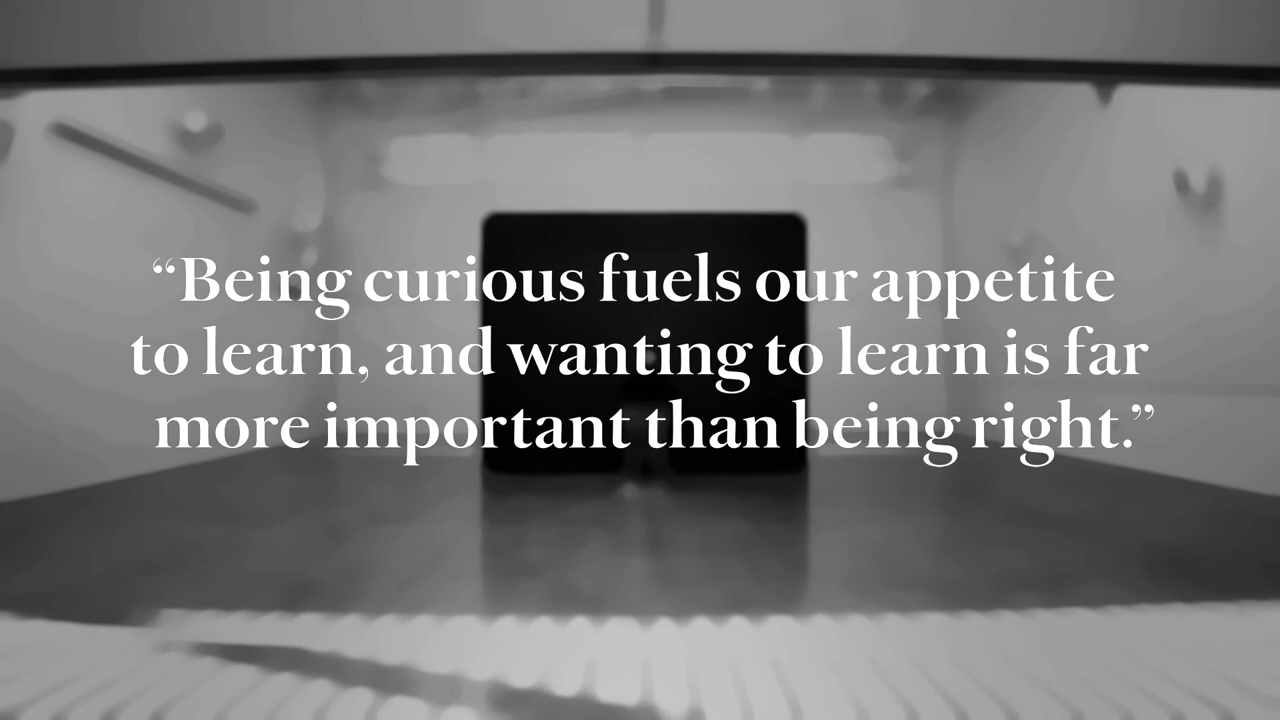 “Being curious fuels our appetite
to learn, and wanting to learn is far
more important than being right.”